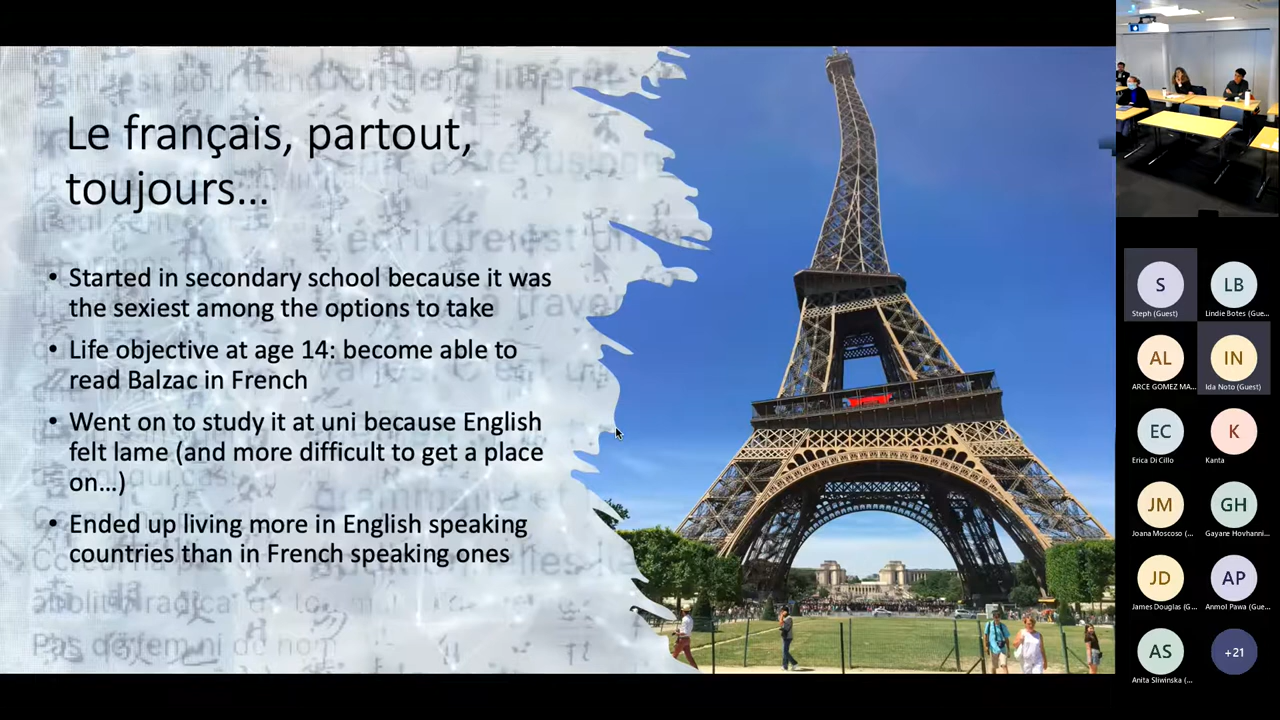 Le français, partout,
toujours...
• Started in secondary school because it was
the sexiest among the options to take
• Life objective at age 14: become able to
read Balzac in French
• Went on to study it at uni because English
felt lame (and more difficult to get a place
on...)
• Ended up living more in English speaking
countries than in French speaking ones
S
Steph (Guest)
LB
Lindie Botes (Gue...
AL
ARCE GOMEZ MA...
IN
Ida Noto (Guest)
EC
Erica Di Cillo
K
Kanta
JM
Joana Moscoso (...
GH
Gayane Hovhanni...
JD
James Douglas (G...
AP
Anmol Pawa (Gue...
AS
Anita Sliwinska (...
+21